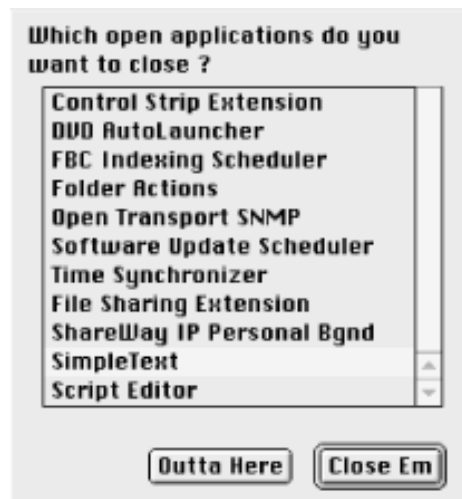 Which open applications do you
want to close ?
Control Strip Extension
DVD AutoLauncher
FBC Indexing Scheduler
Folder Actions
Open Transport SNMP
Software Update Scheduler
Time Synchronizer
File Sharing Extension
ShareWay IP Personal Bgnd
SimpleText
Script Editor
Outta Here Close Em